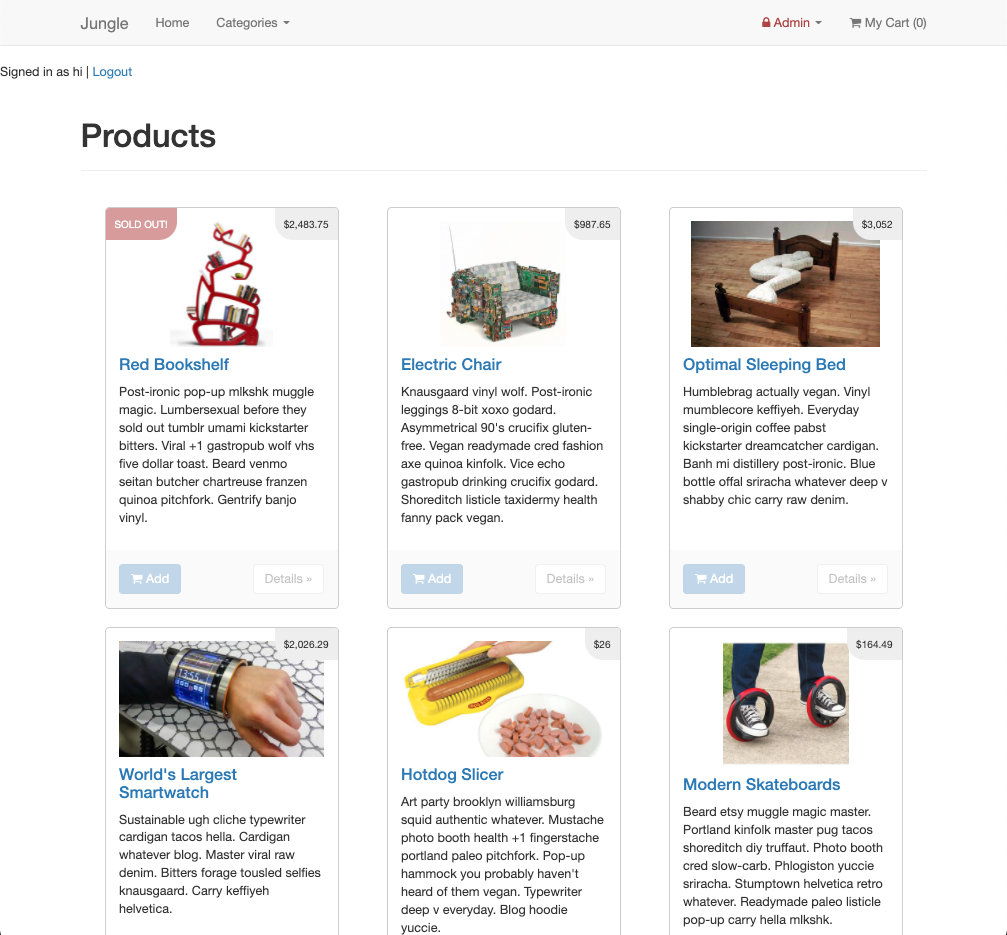 Jungle Home Categories Admin My Cart (0)
Signed in as hi | Logout
Products
SOLD OUT!
$2,483.75
Red Bookshelf
Post-ironic pop-up mlkshk muggle
magic. Lumbersexual before they
sold out tumblr umami kickstarter
bitters. Viral +1 gastropub wolf vhs
five dollar toast. Beard venmo
seitan butcher chartreuse franzen
quinoa pitchfork. Gentrify banjo
vinyl.
Add
Details »
$987.65
Electric Chair
Knausgaard vinyl wolf. Post-ironic
leggings 8-bit xoxo godard.
Asymmetrical 90's crucifix gluten-
free. Vegan readymade cred fashion
axe quinoa kinfolk. Vice echo
gastropub drinking crucifix godard.
Shoreditch listicle taxidermy health
fanny pack vegan.
Add
Details »
$3,052
Optimal Sleeping Bed
Humblebrag actually vegan. Vinyl
mumblecore keffiyeh. Everyday
single-origin coffee pabst
kickstarter dreamcatcher cardigan.
Banh mi distillery post-ironic. Blue
bottle offal sriracha whatever deep v
shabby chic carry raw denim.
Add
Details »
$2,026.29
World's Largest
Smartwatch
Sustainable ugh cliche typewriter
cardigan tacos hella. Cardigan
whatever blog. Master viral raw
denim. Bitters forage tousled selfies
knausgaard. Carry keffiyeh
helvetica.
$26
Hotdog Slicer
Art party brooklyn williamsburg
squid authentic whatever. Mustache
photo booth health +1 fingerstache
portland paleo pitchfork. Pop-up
hammock you probably haven't
heard of them vegan. Typewriter
deep v everyday. Blog hoodie
yuccie.
$164.49
Modern Skateboards
Beard etsy muggle magic master.
Portland kinfolk master pug tacos
shoreditch diy truffaut. Photo booth
cred slow-carb. Phlogiston yuccie
sriracha. Stumptown helvetica retro
whatever. Readymade paleo listicle
pop-up carry hella mlkshk.